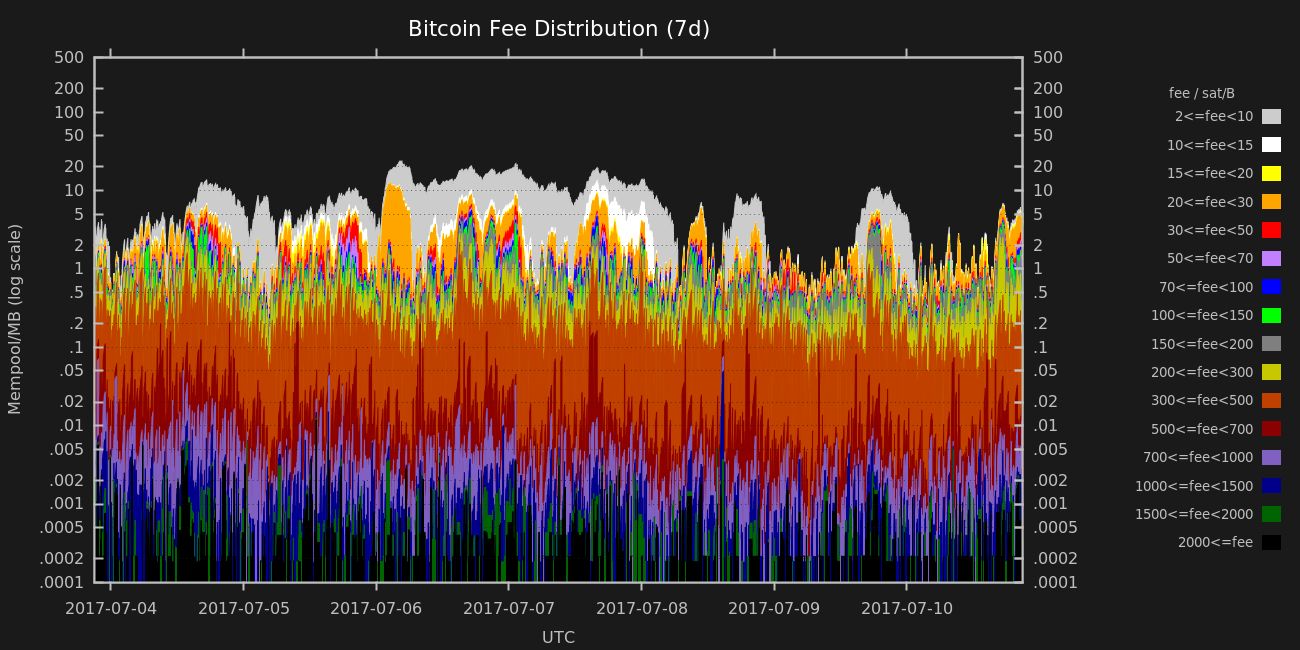 Bitcoin Fee Distribution (7d)
500
200
100
50
20
10
5
2
1
.5
.2
.1
.05
.02
.01
.005
.002
.001
.0005
.0002
.0001
Mempool/MB (log scale)
500
200
100
50
20
10
5
2
1
.5
.2
.1
.05
.02
.01
.005
.002
.001
.0005
.0002
.0001
2017-07-04 2017-07-05 2017-07-06 2017-07-07 2017-07-08 2017-07-09 2017-07-10
UTC
fee / sat/B
2<=fee<10
10<=fee<15
15<=fee<20
20<=fee<30
30<=fee<50
50<=fee<70
70<=fee<100
100<=fee<150
150<=fee<200
200<=fee<300
300<=fee<500
500<=fee<700
700<=fee<1000
1000<=fee<1500
1500<=fee<2000
2000<=fee